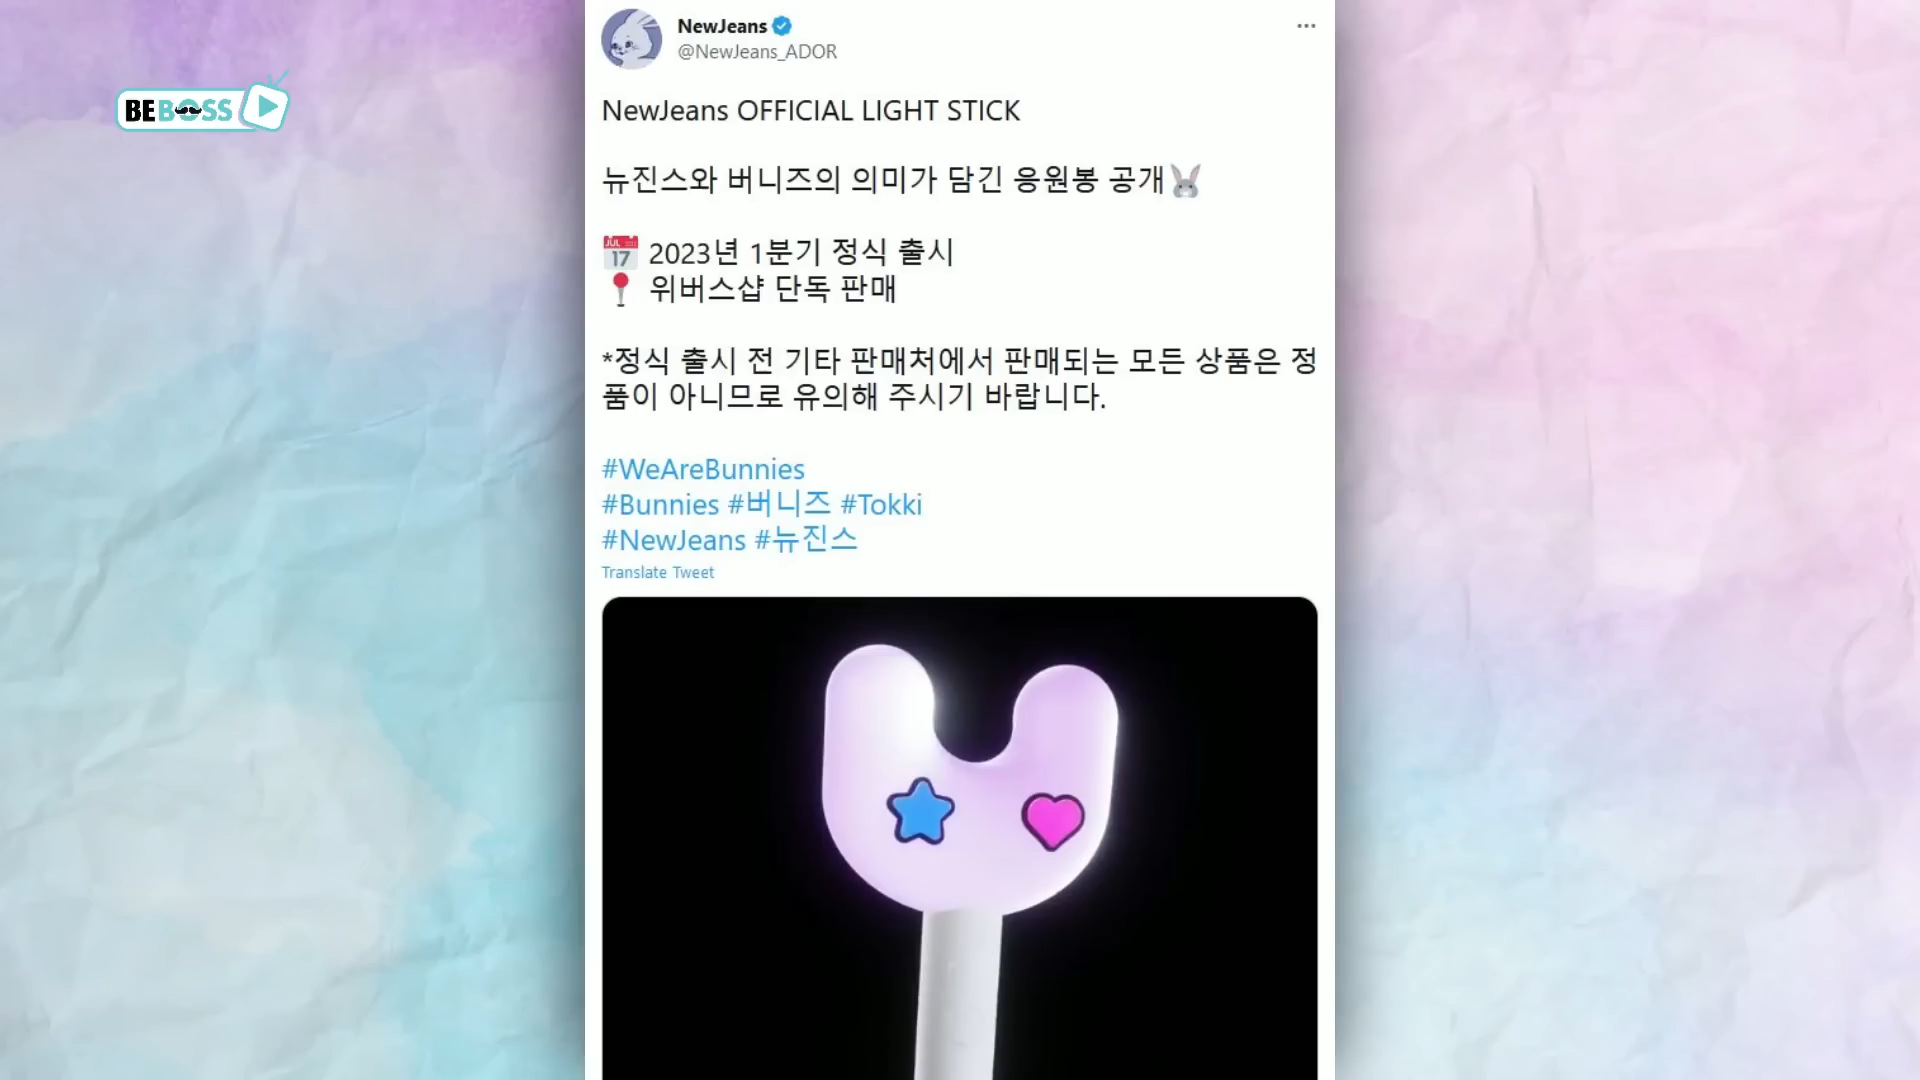 BEBOSS
NewJeans
@NewJeans_ADOR
NewJeans OFFICIAL LIGHT STICK
뉴진스와 버니즈의 의미가 담긴 응원봉 공개🐰
📅 2023년 1분기 정식 출시
📍 위버스샵 단독 판매
*정식 출시 전 기타 판매처에서 판매되는 모든 상품은 정
품이 아니므로 유의해 주시기 바랍니다.
#WeAreBunnies
#Bunnies #버니즈 #Tokki
#NewJeans #뉴진스
Translate Tweet